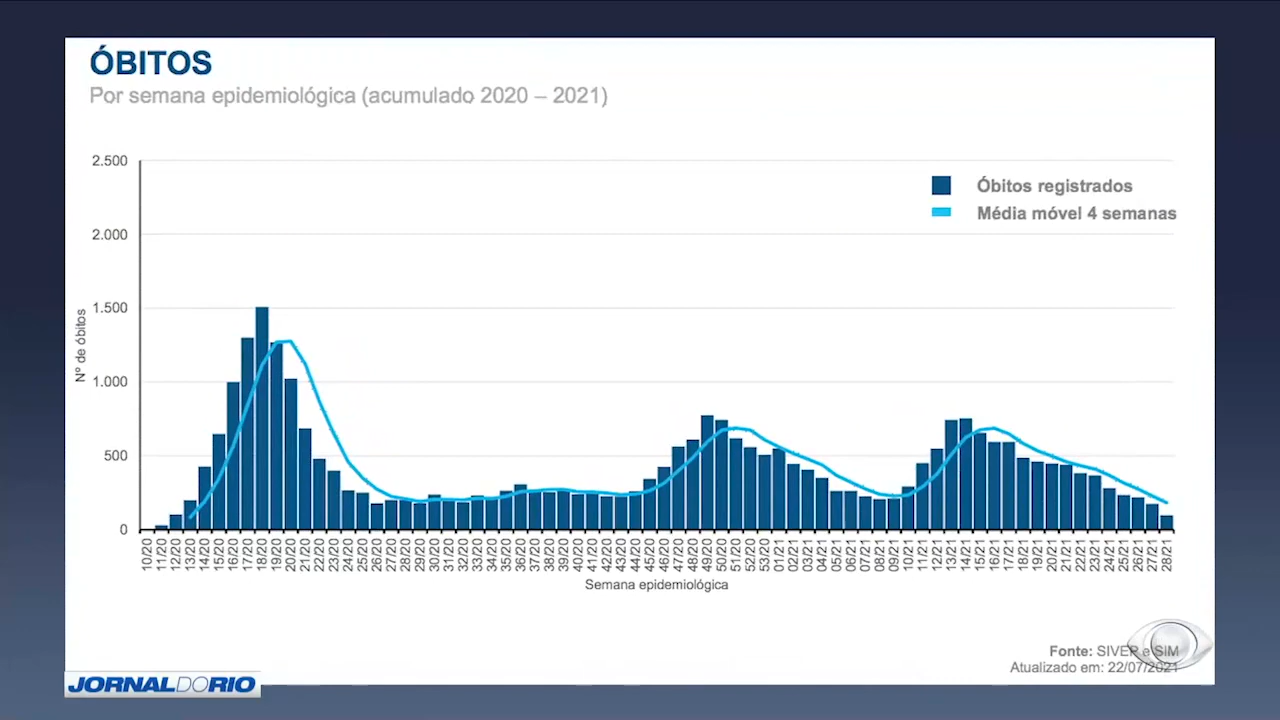 ÓBITOS
Por semana epidemiológica (acumulado 2020 – 2021)
2.500
2.000
1.500
1.000
500
0
Nº de óbitos
Óbitos registrados
Média móvel 4 semanas
10/20 11/20 12/20 13/20 14/20 15/20 16/20 17/20 18/20 19/20 20/20 21/20 22/20 23/20 24/20 25/20 26/20 27/20 28/20 29/20 30/20 31/20 32/20 33/20 34/20 35/20 36/20 37/20 38/20 39/20 40/20 41/20 42/20 43/20 44/20 45/20 46/20 47/20 48/20 49/20 50/20 51/20 52/20 53/20 01/21 02/21 03/21 04/21 05/21 06/21 07/21 08/21 09/21 10/21 11/21 12/21 13/21 14/21 15/21 16/21 17/21 18/21 19/21 20/21 21/21 22/21 23/21 24/21 25/21 26/21 27/21 28/21
Semana epidemiológica
Fonte: SIVEP e SIM
Atualizado em: 22/07/2021
JORNAL DO RIO